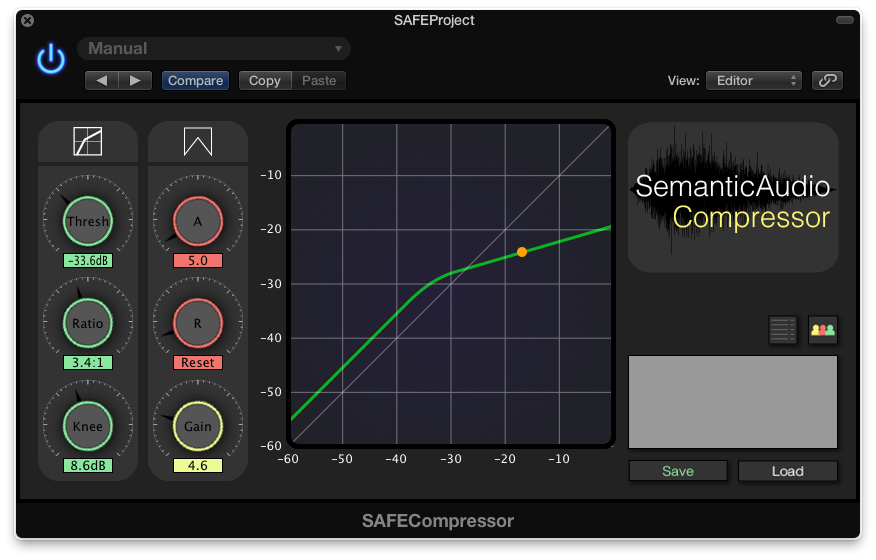 SAFEProject
Manual
Compare Copy Paste View: Editor
Thresh A
-33.6dB 5.0
Ratio R
3.4:1 Reset
Knee Gain
8.6dB 4.6
-10
-20
-30
-40
-50
-60
-60 -50 -40 -30 -20 -10
SemanticAudio
Compressor
Save Load
SAFECompressor